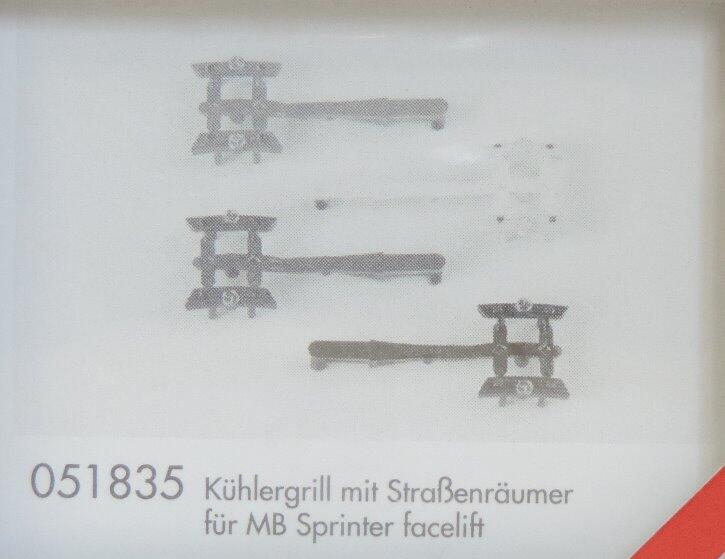 051835 Kühlergrill mit Straßenräumer
für MB Sprinter facelift